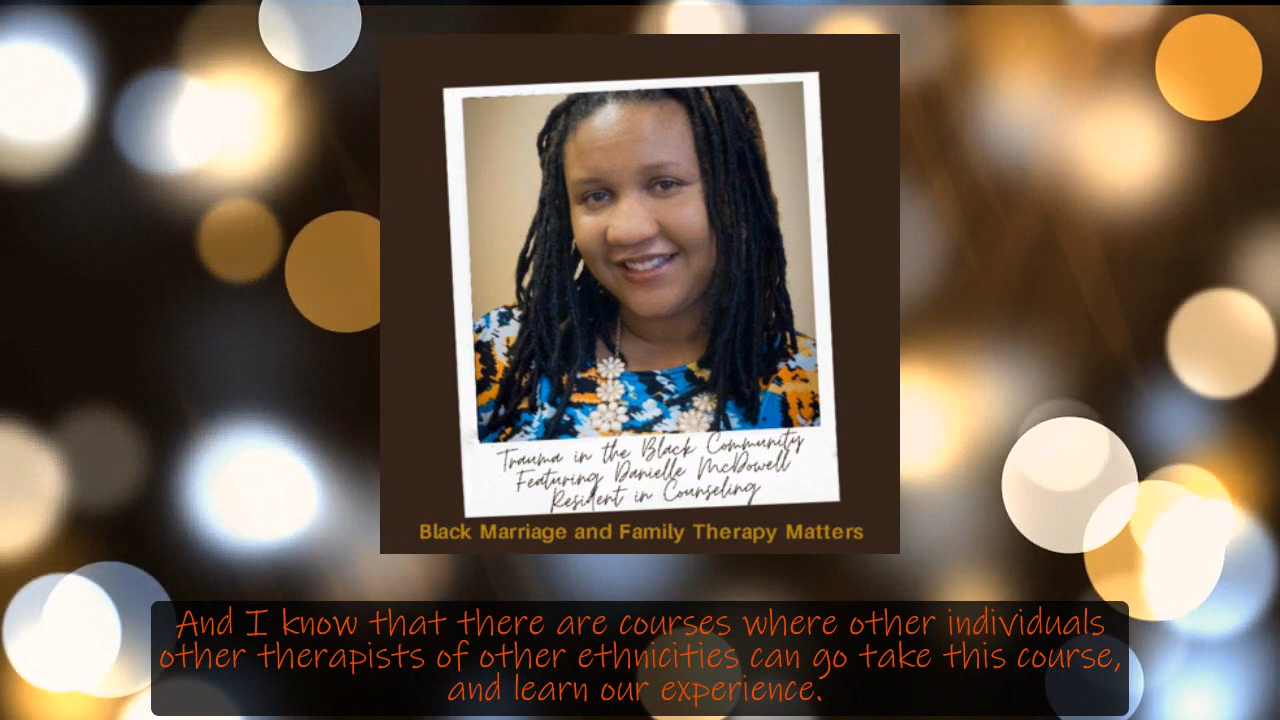 Trauma in the Black Community
Featuring Danielle McDowell
Resident in Counseling
Black Marriage and Family Therapy Matters
And I know that there are courses where other individuals
other therapists of other ethnicities can go take this course,
and learn our experience.